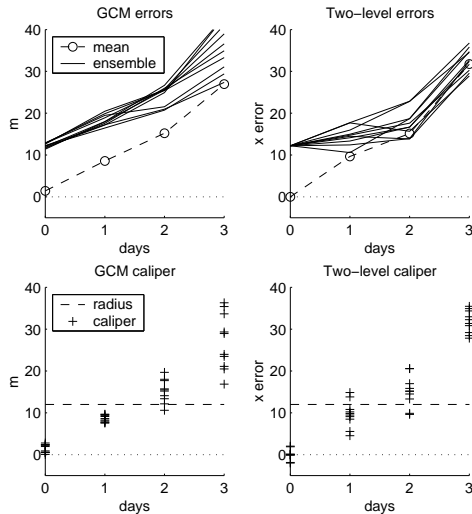 GCM errors
mean
ensemble
m
40
30
20
10
0
0 1 2 3
days
Two-level errors
x error
40
30
20
10
0
0 1 2 3
days
GCM caliper
radius
caliper
m
40
30
20
10
0
0 1 2 3
days
Two-level caliper
x error
40
30
20
10
0
0 1 2 3
days